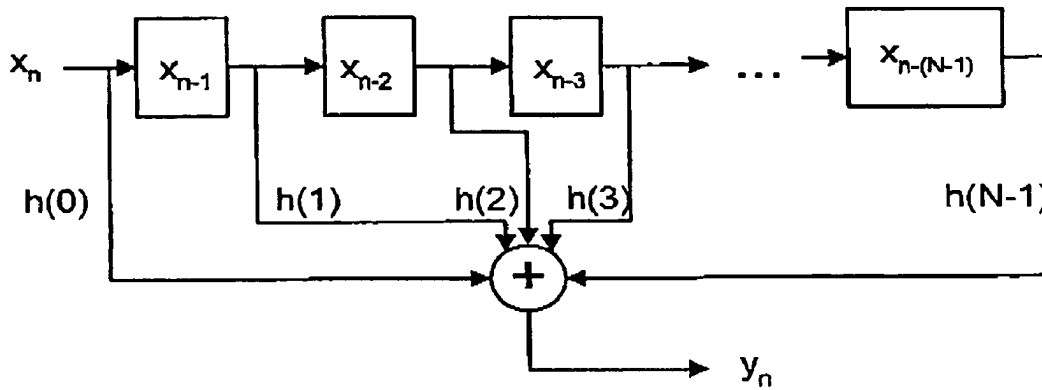 xₙ xₙ₋₁ xₙ₋₂ xₙ₋₃ ... xₙ₋₍N₋₁₎
h(0) h(1) h(2) h(3) h(N-1)
+
yₙ